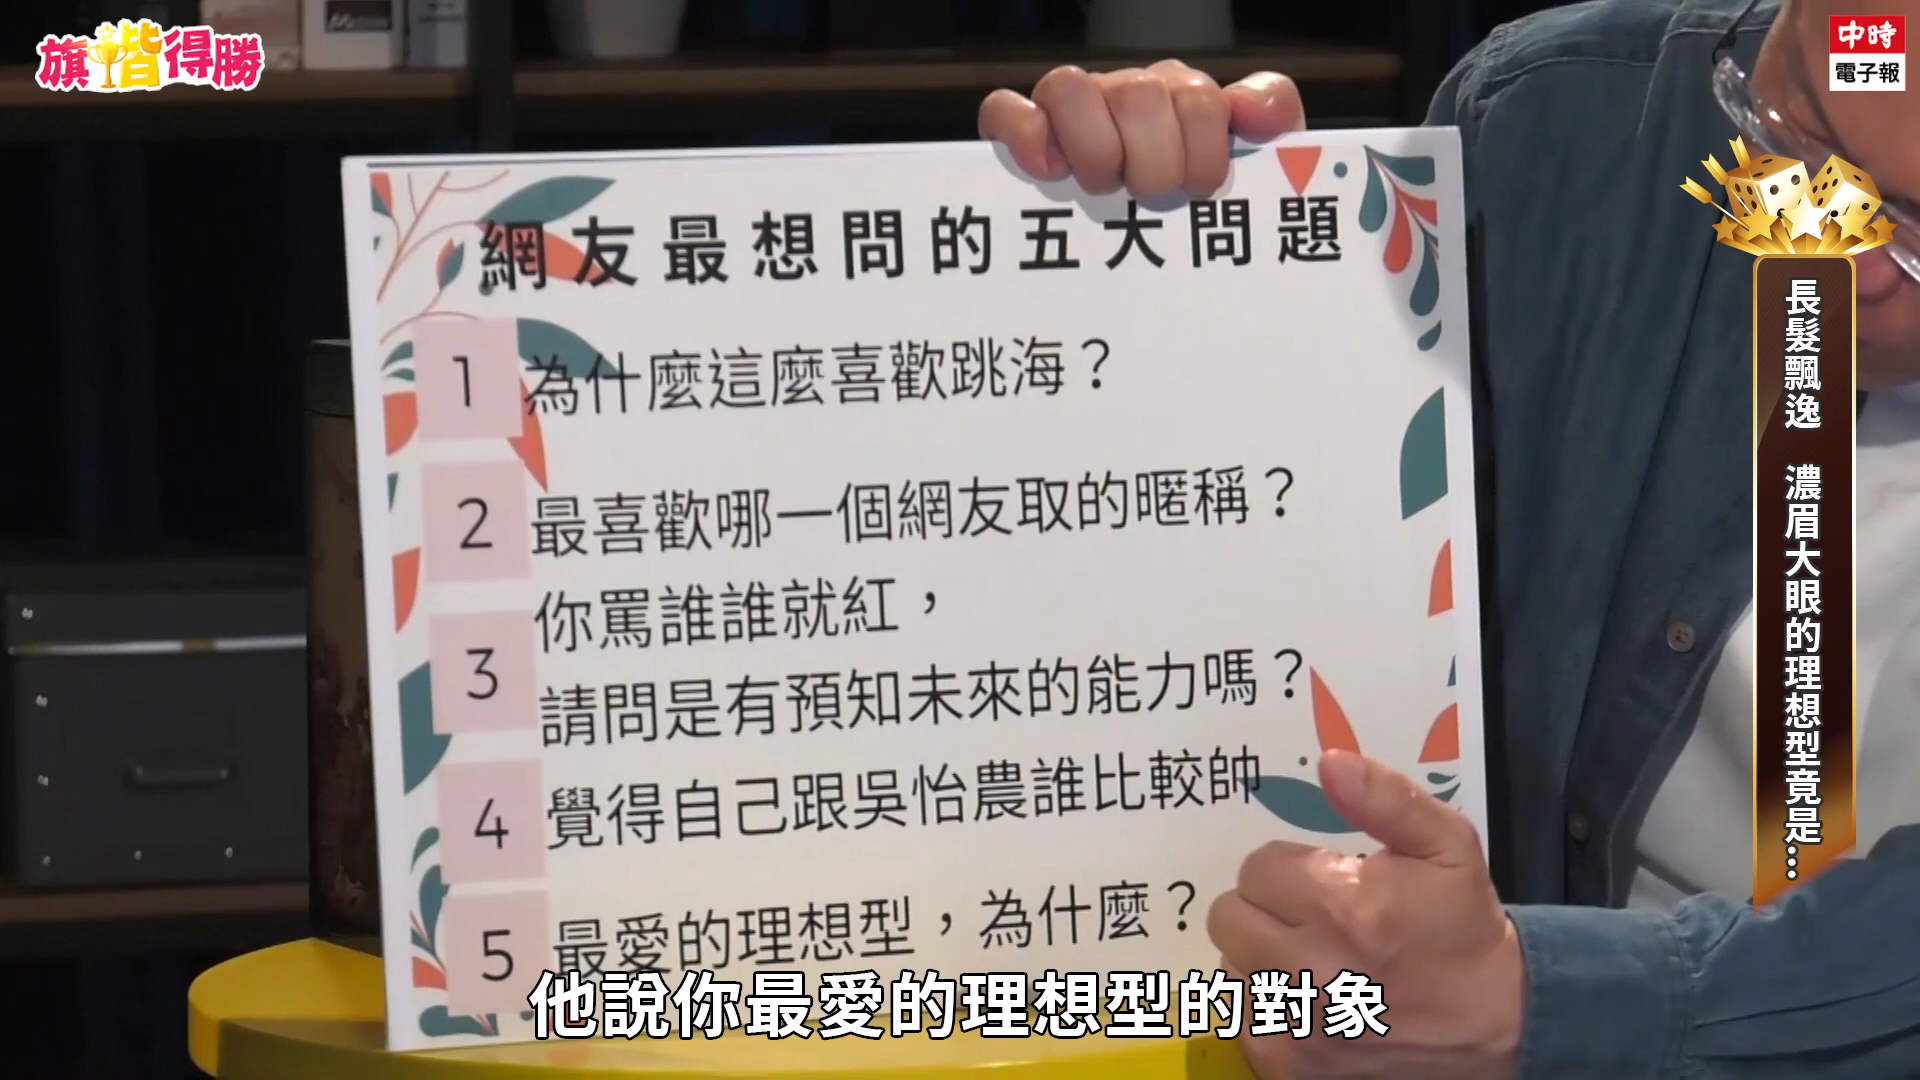 旗皆得勝
中時
電子報
網友最想問的五大問題
1 為什麼這麼喜歡跳海？
2 最喜歡哪一個網友取的暱稱？
3 你罵誰誰就紅，
請問是有預知未來的能力嗎？
4 覺得自己跟吳怡農誰比較帥
5 最愛的理想型，為什麼？
長髮飄逸 濃眉大眼的理想型竟是…
他說你最愛的理想型的對象